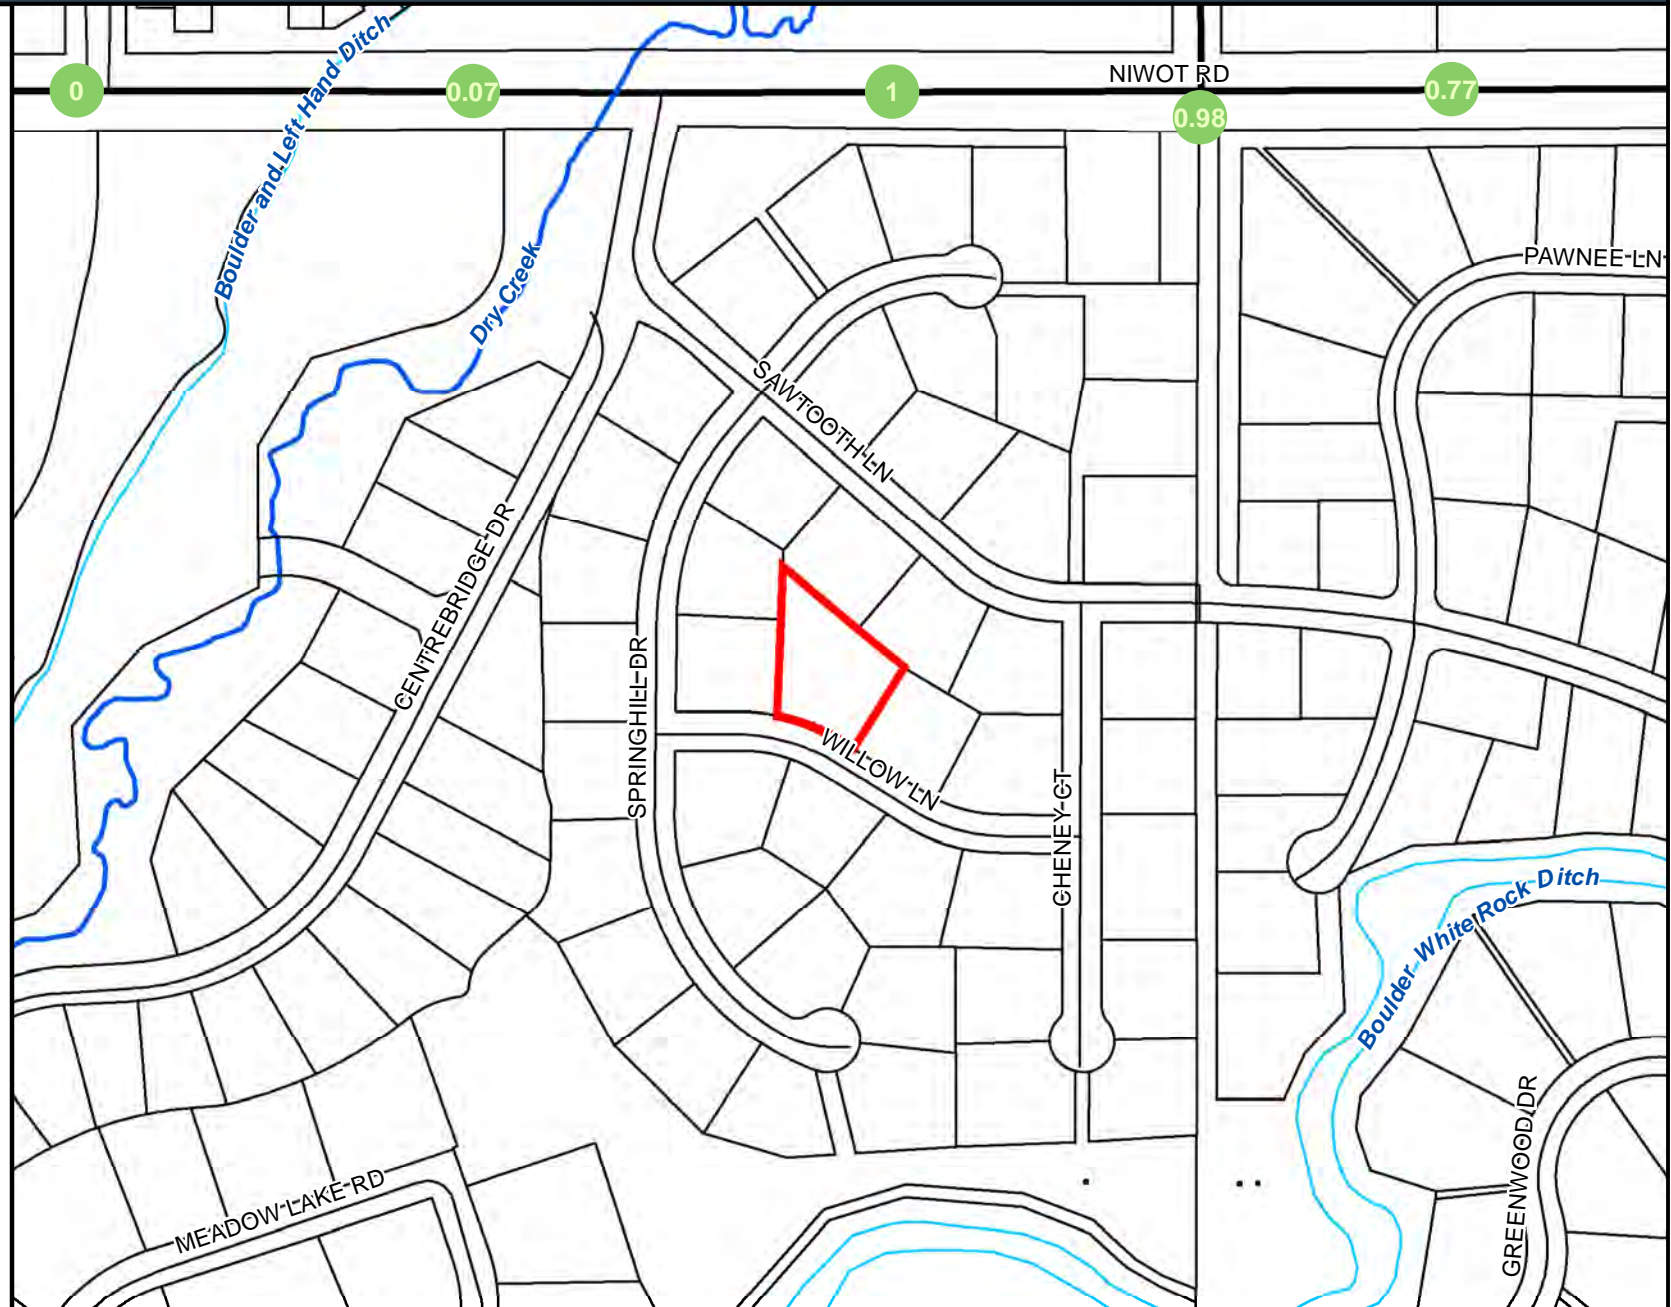 Boulder and Left Hand Ditch
NIWOT RD
0
0.07
1
0.98
0.77
Dry Creek
PAWNEE LN
SAWTOOTH LN
CENTREBRIDGE DR
SPRINGHILL DR
WILLOW LN
CHENEY CT
Boulder White Rock Ditch
GREENWOOD DR
MEADOW LAKE RD